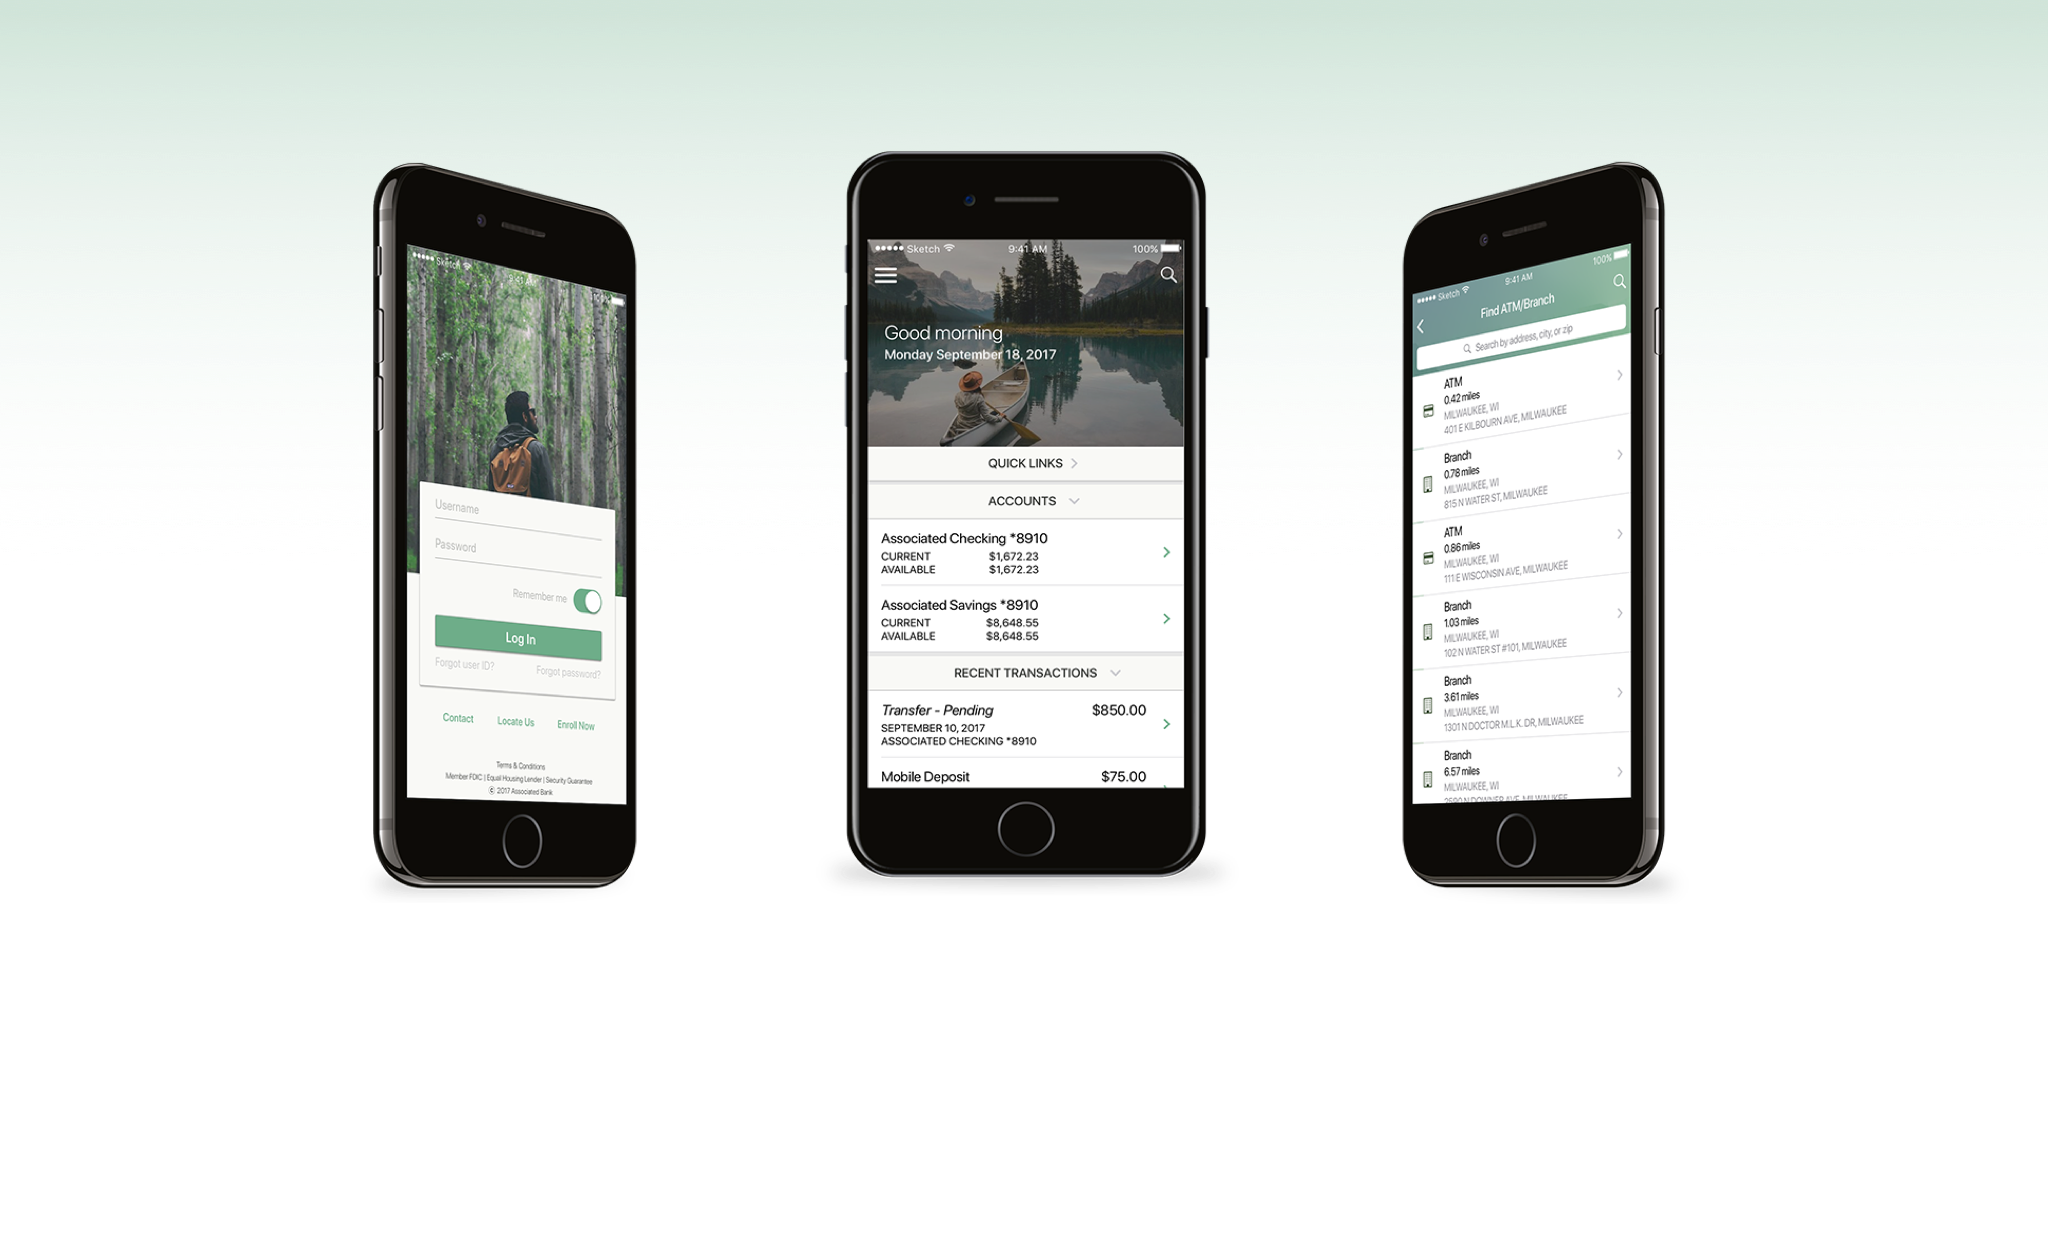 Sketch
9:41 AM
100%
Username
Password
Remember me
Log In
Forgot user ID?
Forgot password?
Contact
Locate Us
Enroll Now
Terms & Conditions
Member FDIC | Equal Housing Lender | Security Guarantee
© 2017 Associated Bank
Sketch
9:41 AM
100%
Good morning
Monday September 18, 2017
QUICK LINKS
ACCOUNTS
Associated Checking *8910
CURRENT $1,672.23
AVAILABLE $1,672.23
Associated Savings *8910
CURRENT $8,648.55
AVAILABLE $8,648.55
RECENT TRANSACTIONS
Transfer - Pending $850.00
SEPTEMBER 10, 2017
ASSOCIATED CHECKING *8910
Mobile Deposit $75.00
Sketch
9:41 AM
100%
Find ATM/Branch
Search by address, city, or zip
ATM
0.42 miles
MILWAUKEE, WI
401 E KILBOURN AVE, MILWAUKEE
Branch
0.78 miles
MILWAUKEE, WI
815 N WATER ST, MILWAUKEE
ATM
0.86 miles
MILWAUKEE, WI
111 E WISCONSIN AVE, MILWAUKEE
Branch
1.03 miles
MILWAUKEE, WI
102 N WATER ST #101, MILWAUKEE
Branch
3.61 miles
MILWAUKEE, WI
1301 N DOCTOR M.L.K. DR, MILWAUKEE
Branch
6.57 miles
MILWAUKEE, WI
N DOWNER AVE, MILWAUKEE